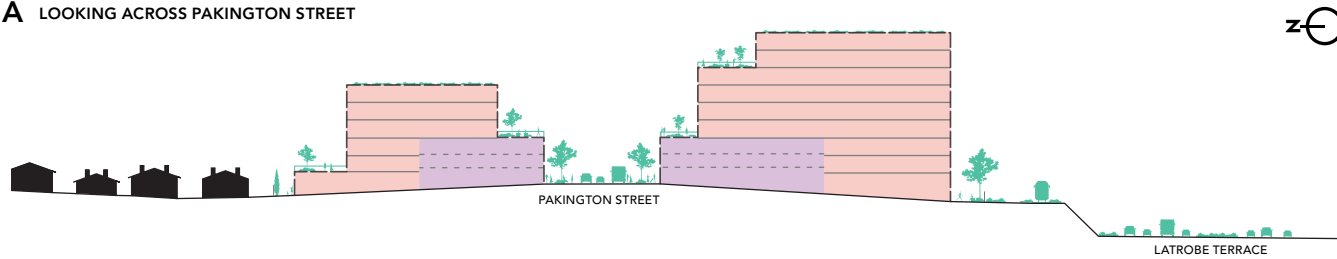 A LOOKING ACROSS PAKINGTON STREET
Z
PAKINGTON STREET
LATROBE TERRACE